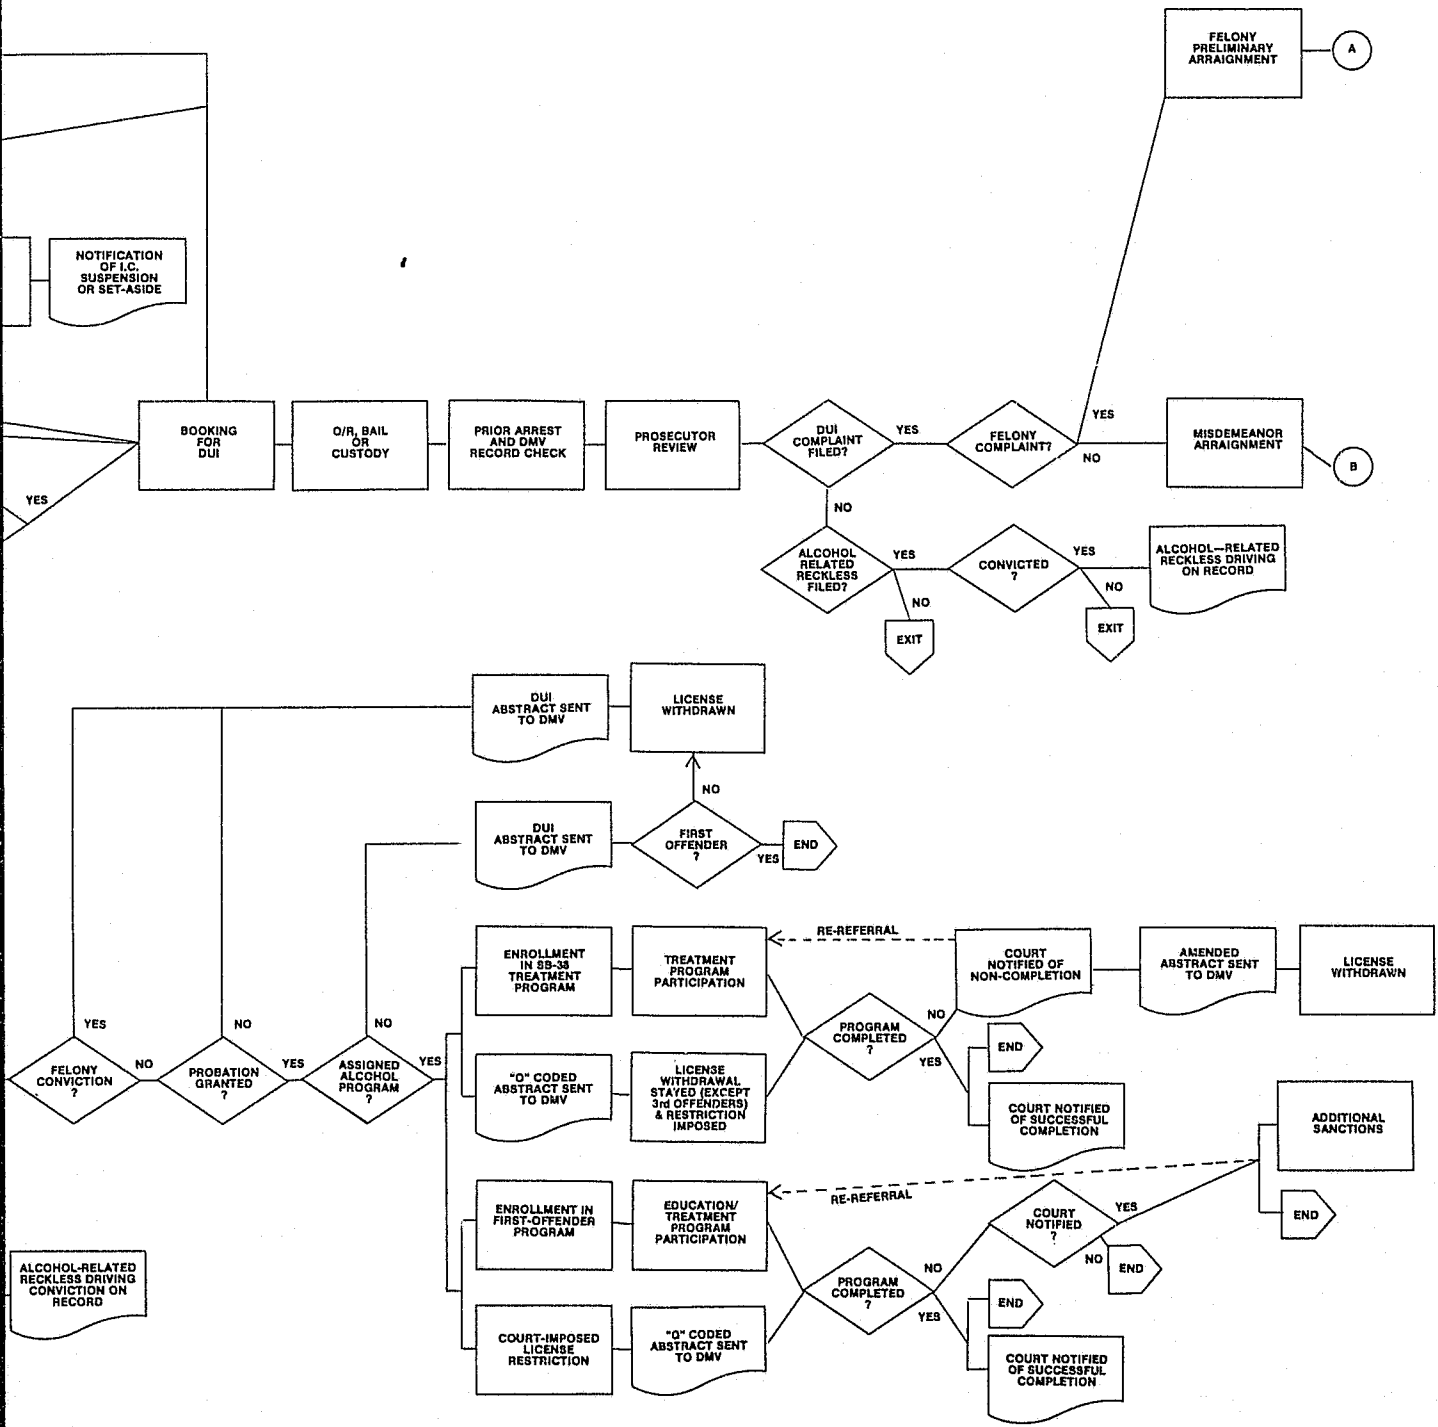 FELONY
PRELIMINARY
ARRAIGNMENT
A
NOTIFICATION
OF I.C.
SUSPENSION
OR SET-ASIDE
BOOKING
FOR
DUI
O/R, BAIL
OR
CUSTODY
PRIOR ARREST
AND DMV
RECORD CHECK
PROSECUTOR
REVIEW
DUI
COMPLAINT
FILED?
YES
FELONY
COMPLAINT?
YES
NO
MISDEMEANOR
ARRAIGNMENT
B
YES
NO
ALCOHOL
RELATED
RECKLESS
FILED?
YES
NO
EXIT
CONVICTED
?
YES
NO
EXIT
ALCOHOL—RELATED
RECKLESS DRIVING
ON RECORD
DUI
ABSTRACT SENT
TO DMV
LICENSE
WITHDRAWN
NO
DUI
ABSTRACT SENT
TO DMV
FIRST
OFFENDER
?
YES
END
ENROLLMENT
IN SB-38
TREATMENT
PROGRAM
TREATMENT
PROGRAM
PARTICIPATION
RE-REFERRAL
COURT
NOTIFIED OF
NON-COMPLETION
AMENDED
ABSTRACT SENT
TO DMV
LICENSE
WITHDRAWN
YES
FELONY
CONVICTION
?
NO
NO
PROBATION
GRANTED
?
YES
NO
ASSIGNED
ALCOHOL
PROGRAM
?
YES
"Q" CODED
ABSTRACT SENT
TO DMV
LICENSE
WITHDRAWAL
STAYED (EXCEPT
3rd OFFENDERS)
& RESTRICTION
IMPOSED
PROGRAM
COMPLETED
?
NO
YES
END
COURT NOTIFIED
OF SUCCESSFUL
COMPLETION
ADDITIONAL
SANCTIONS
END
RE-REFERRAL
ENROLLMENT IN
FIRST-OFFENDER
PROGRAM
EDUCATION/
TREATMENT
PROGRAM
PARTICIPATION
COURT
NOTIFIED
?
YES
NO
END
ALCOHOL-RELATED
RECKLESS DRIVING
CONVICTION ON
RECORD
PROGRAM
COMPLETED
?
NO
YES
END
COURT-IMPOSED
LICENSE
RESTRICTION
"Q" CODED
ABSTRACT SENT
TO DMV
COURT NOTIFIED
OF SUCCESSFUL
COMPLETION